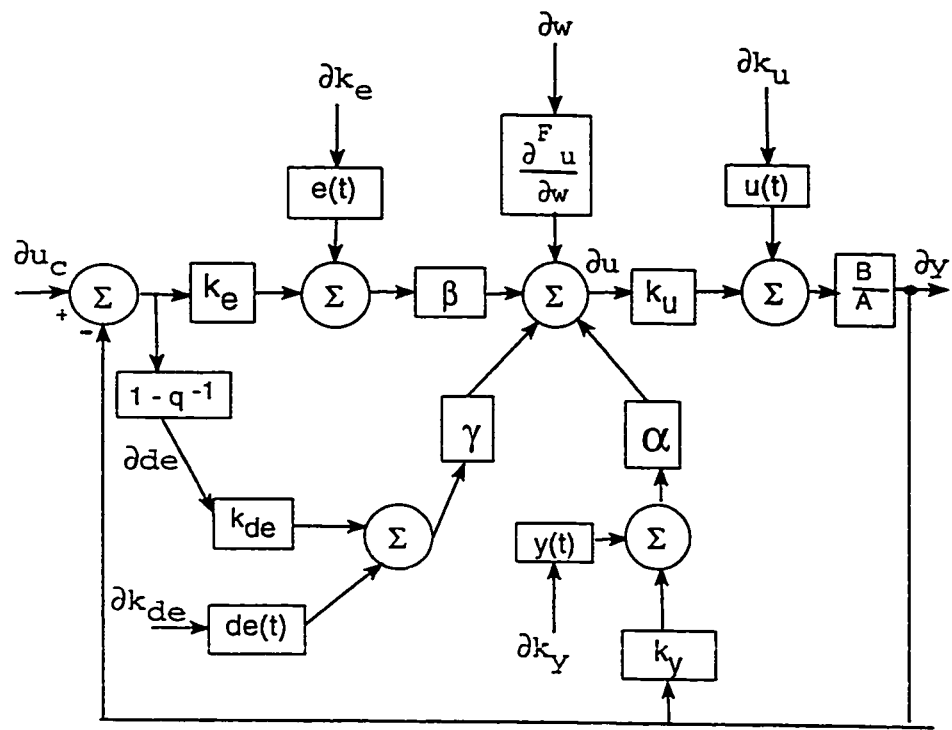 ∂w
∂k_e
∂k_u
∂^F u
∂w
e(t)
u(t)
∂u_c
Σ
+
-
k_e
Σ
β
Σ
∂u
k_u
Σ
B
A
∂y
1 - q^-1
γ
α
∂de
k_de
Σ
y(t)
Σ
∂k_de
de(t)
∂k_y
k_y